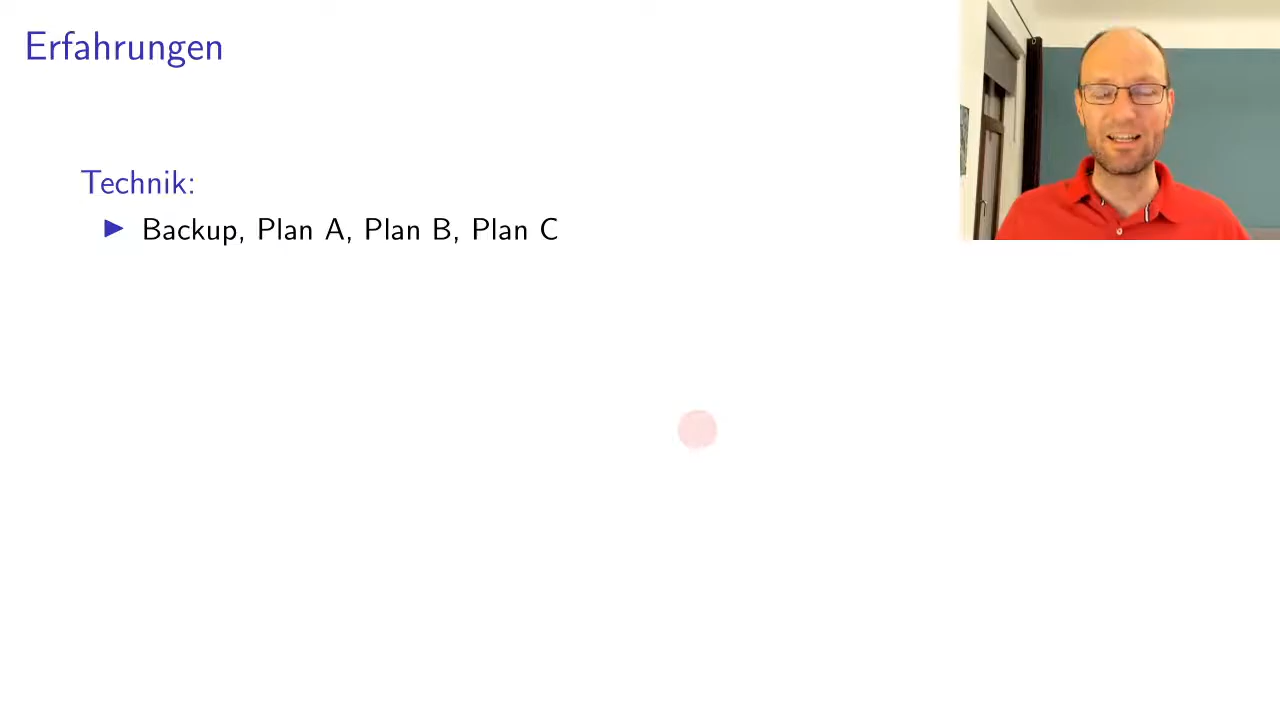 Erfahrungen
Technik:
▶ Backup, Plan A, Plan B, Plan C